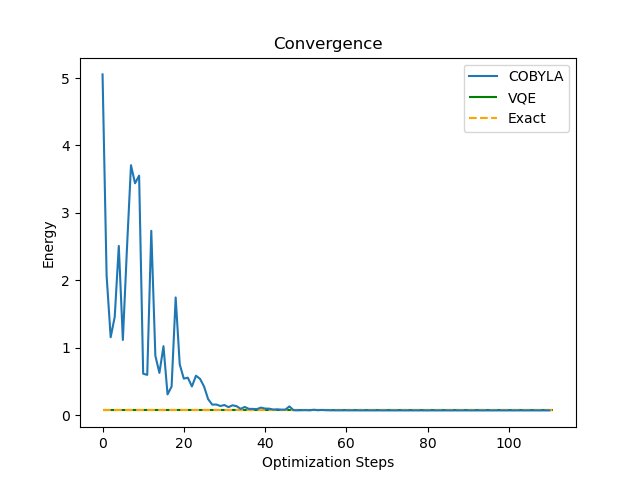 Convergence
COBYLA
VQE
Exact
5
4
3
2
1
0
Energy
0 20 40 60 80 100
Optimization Steps